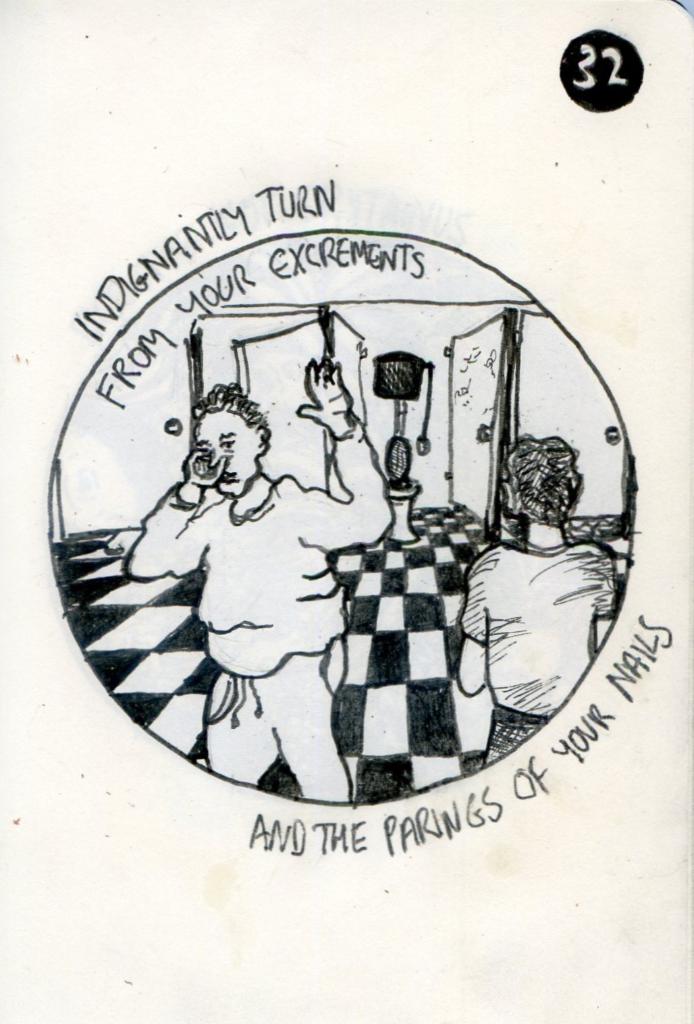 32
INDIGNANTLY TURN
FROM YOUR EXCREMENTS
AND THE PARINGS OF YOUR NAILS